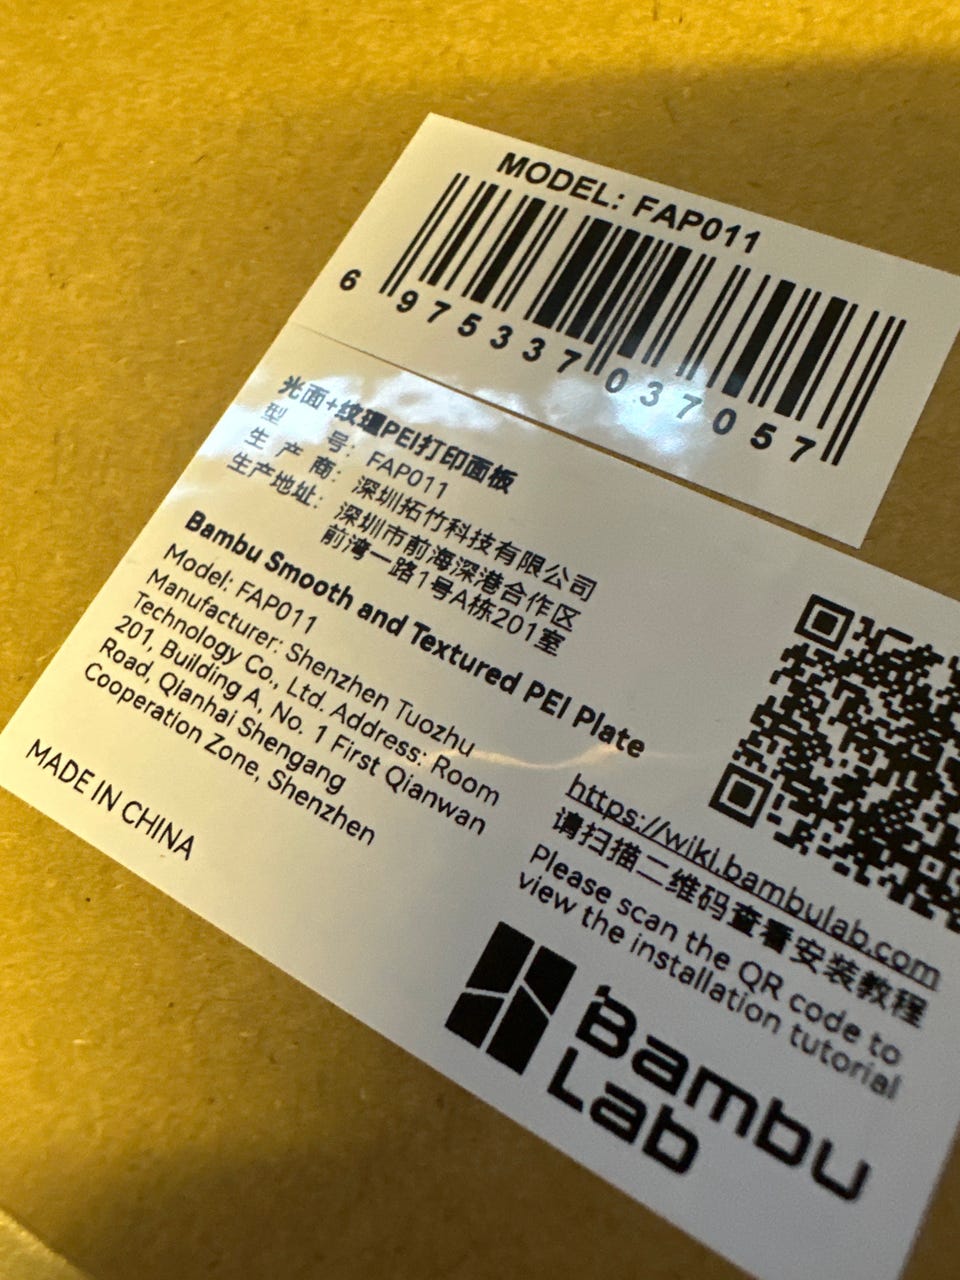 MODEL: FAP011
6 975337 037057
光面+纹理PEI打印面板
型 号: FAP011
生 产 商: 深圳拓竹科技有限公司
生产地址: 深圳市前海深港合作区
前湾一路1号A栋201室
Bambu Smooth and Textured PEI Plate
Model: FAP011
Manufacturer: Shenzhen Tuozhu
Technology Co., Ltd. Address: Room
201, Building A, No. 1 First Qianwan
Road, Qianhai Shengang
Cooperation Zone, Shenzhen
MADE IN CHINA
https://wiki.bambulab.com
请扫描二维码查看安装教程
Please scan the QR code to
view the installation tutorial
Bambu
Lab